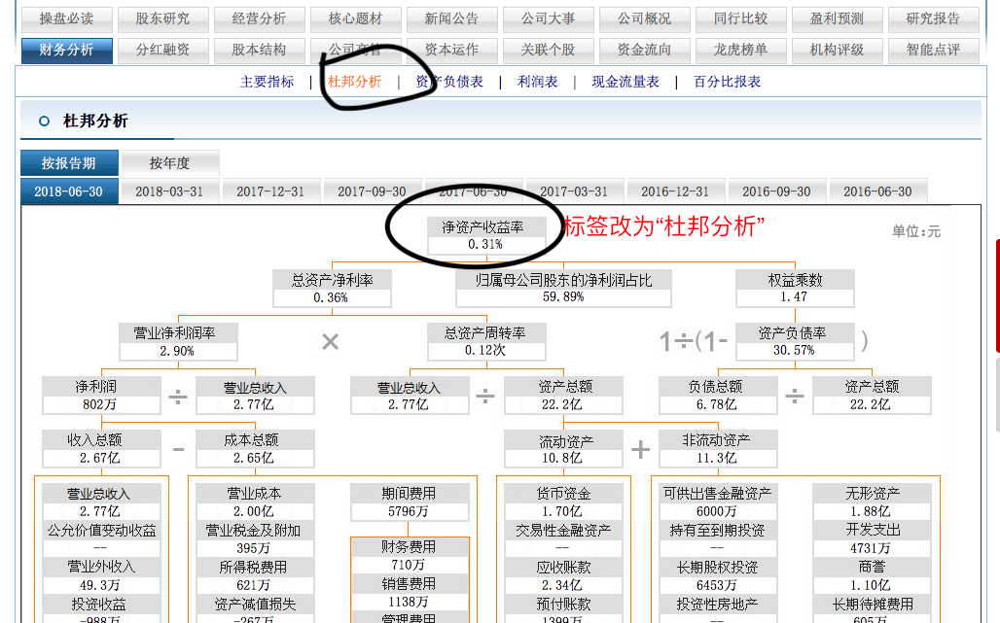 操盘必读 股东研究 经营分析 核心题材 新闻公告 公司大事 公司概况 同行比较 盈利预测 研究报告
财务分析 分红融资 股本结构 公司高管 资本运作 关联个股 资金流向 龙虎榜单 机构评级 智能点评
主要指标 | 杜邦分析 | 资产负债表 | 利润表 | 现金流量表 | 百分比报表
杜邦分析
按报告期 按年度
2018-06-30 2018-03-31 2017-12-31 2017-09-30 2017-06-30 2017-03-31 2016-12-31 2016-09-30 2016-06-30
净资产收益率 标签改为“杜邦分析” 单位:元
0.31%
总资产净利率 归属母公司股东的净利润占比 权益乘数
0.36% 59.89% 1.47
营业净利润率 × 总资产周转率 1÷(1- 资产负债率 )
2.90% 0.12次 30.57%
净利润 ÷ 营业总收入 营业总收入 ÷ 资产总额 负债总额 ÷ 资产总额
802万 2.77亿 2.77亿 22.2亿 6.78亿 22.2亿
收入总额 - 成本总额 流动资产 + 非流动资产
2.67亿 2.65亿 10.8亿 11.3亿
营业总收入 营业成本 期间费用 货币资金 可供出售金融资产 无形资产
2.77亿 2.00亿 5796万 1.70亿 6000万 1.88亿
公允价值变动收益 营业税金及附加 交易性金融资产 持有至到期投资 开发支出
-- 395万 财务费用 -- -- 4731万
营业外收入 所得税费用 710万 应收账款 长期股权投资 商誉
49.3万 621万 销售费用 2.34亿 6453万 1.10亿
投资收益 资产减值损失 1138万 预付账款 投资性房地产 长期待摊费用
-988万 -267万 管理费用 1399万 -- 605万